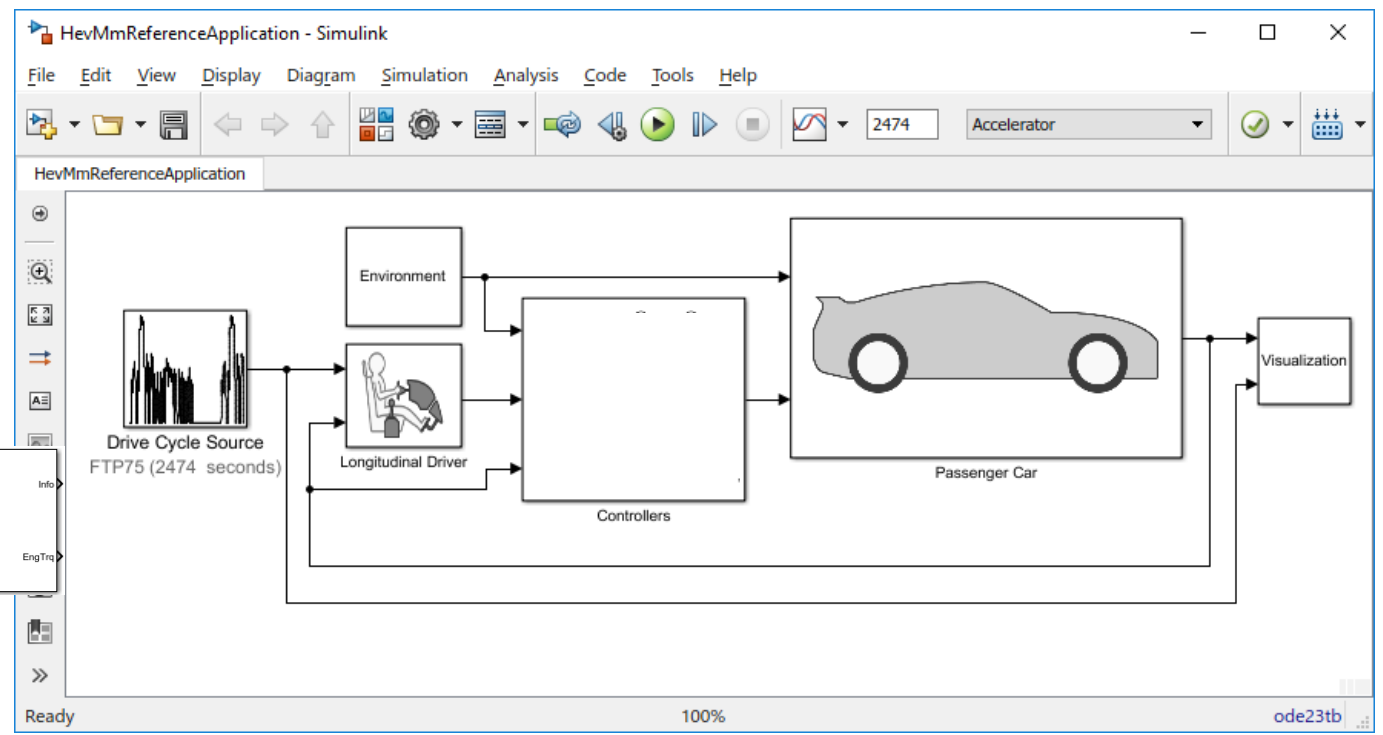 HevMmReferenceApplication - Simulink
File Edit View Display Diagram Simulation Analysis Code Tools Help
2474 Accelerator
HevMmReferenceApplication
Environment
Drive Cycle Source
FTP75 (2474 seconds)
Longitudinal Driver
Controllers
Passenger Car
Visualization
Info
EngTrq
A
Ready 100% ode23tb